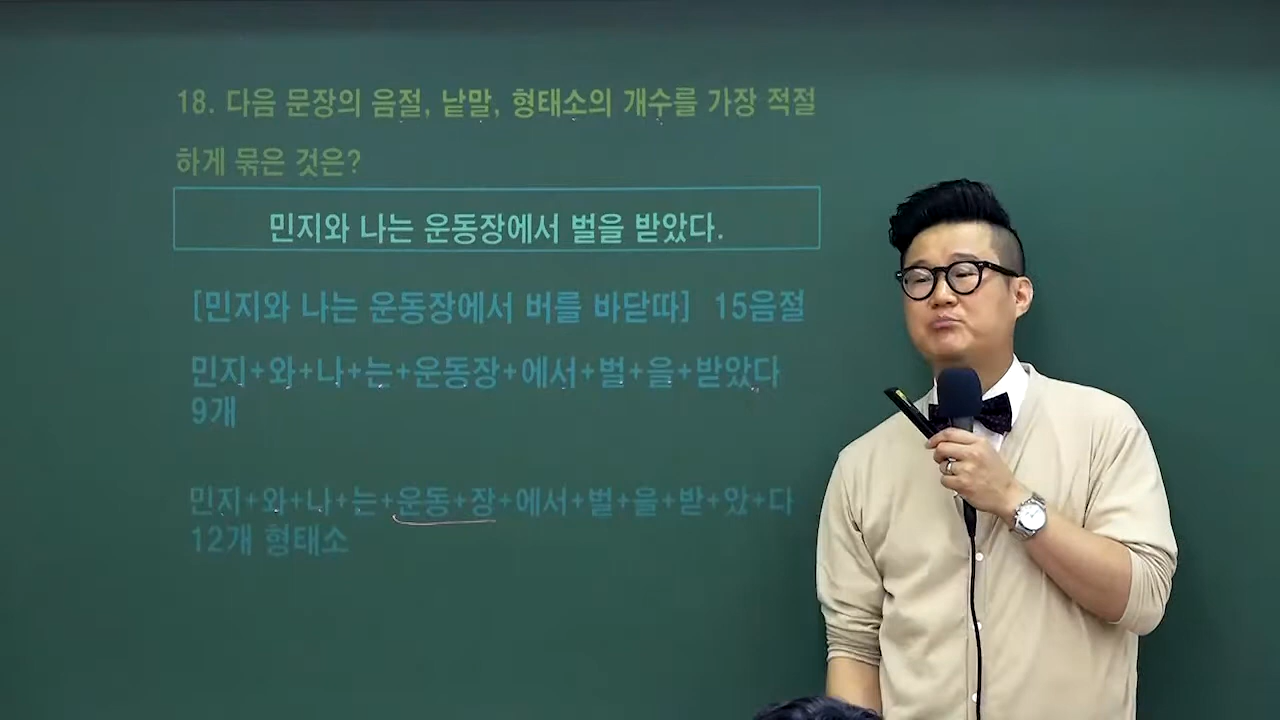 18. 다음 문장의 음절, 낱말, 형태소의 개수를 가장 적절
하게 묶은 것은?
민지와 나는 운동장에서 벌을 받았다.
[민지와 나는 운동장에서 버를 바닫따] 15음절
민지+와+나+는+운동장+에서+벌+을+받았다
9개
민지+와+나+는+운동+장+에서+벌+을+받+았+다
12개 형태소